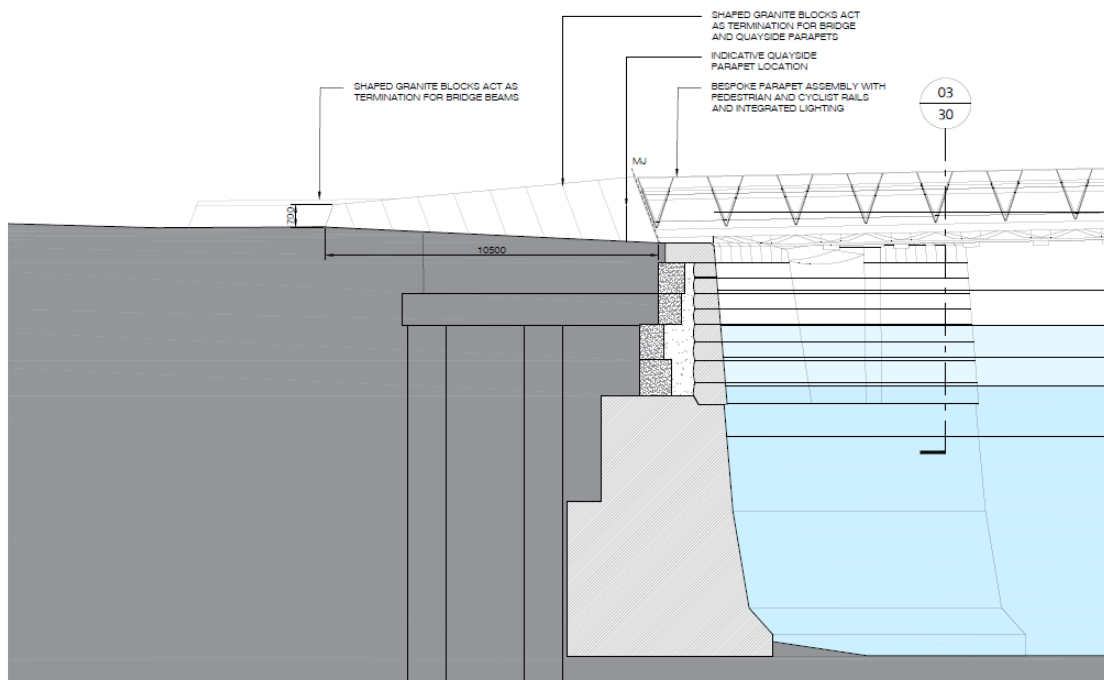 SHAPED GRANITE BLOCKS ACT
AS TERMINATION FOR BRIDGE
AND QUAYSIDE PARAPETS
INDICATIVE QUAYSIDE
PARAPET LOCATION
SHAPED GRANITE BLOCKS ACT AS
TERMINATION FOR BRIDGE BEAMS
BESPOKE PARAPET ASSEMBLY WITH
PEDESTRIAN AND CYCLIST RAILS
AND INTEGRATED LIGHTING
03
30
MJ
700
10500